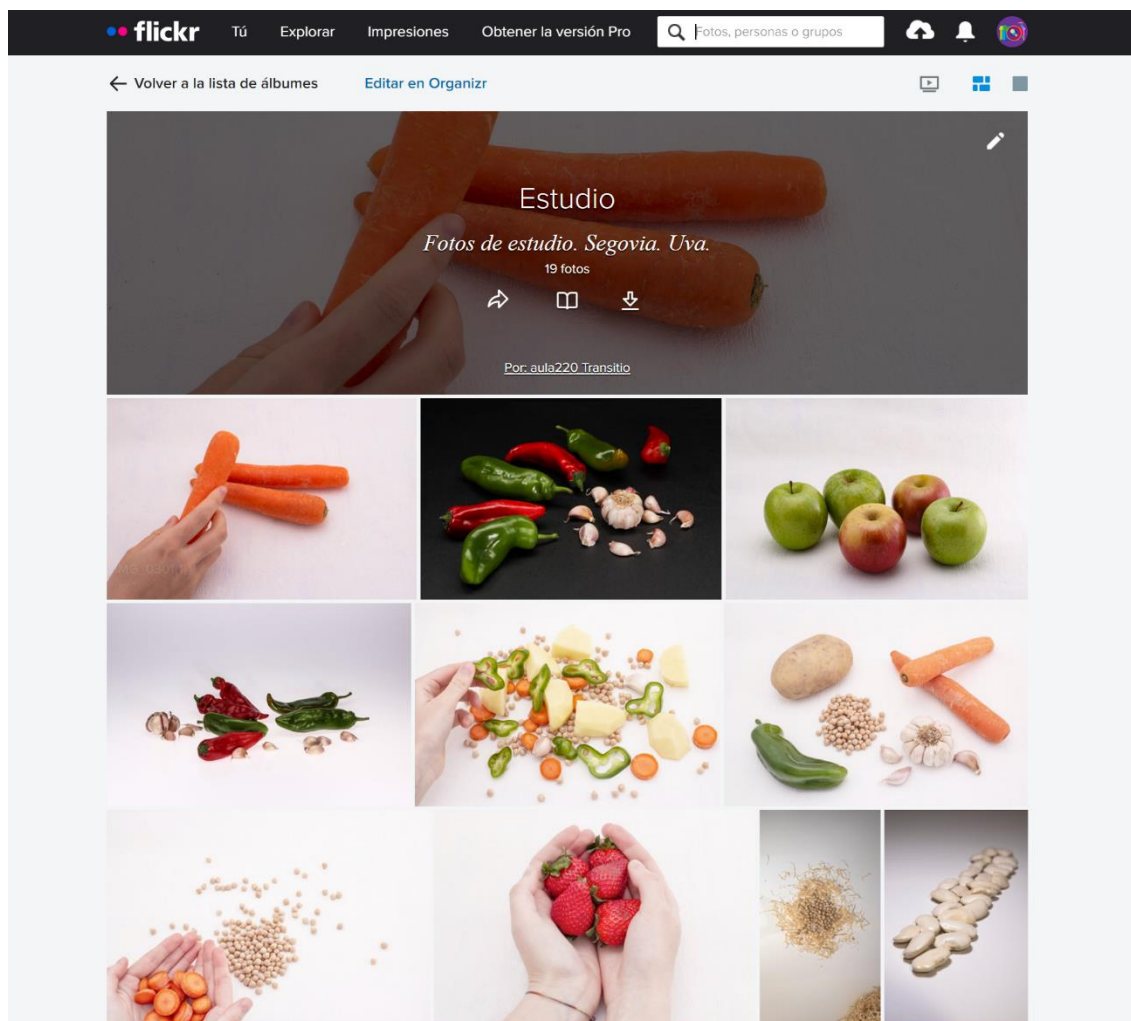 flickr Tú Explorar Impresiones Obtener la versión Pro Fotos, personas o grupos
Volver a la lista de álbumes Editar en Organizr
Estudio
Fotos de estudio. Segovia. Uva.
19 fotos
Por: aula220 Transitio